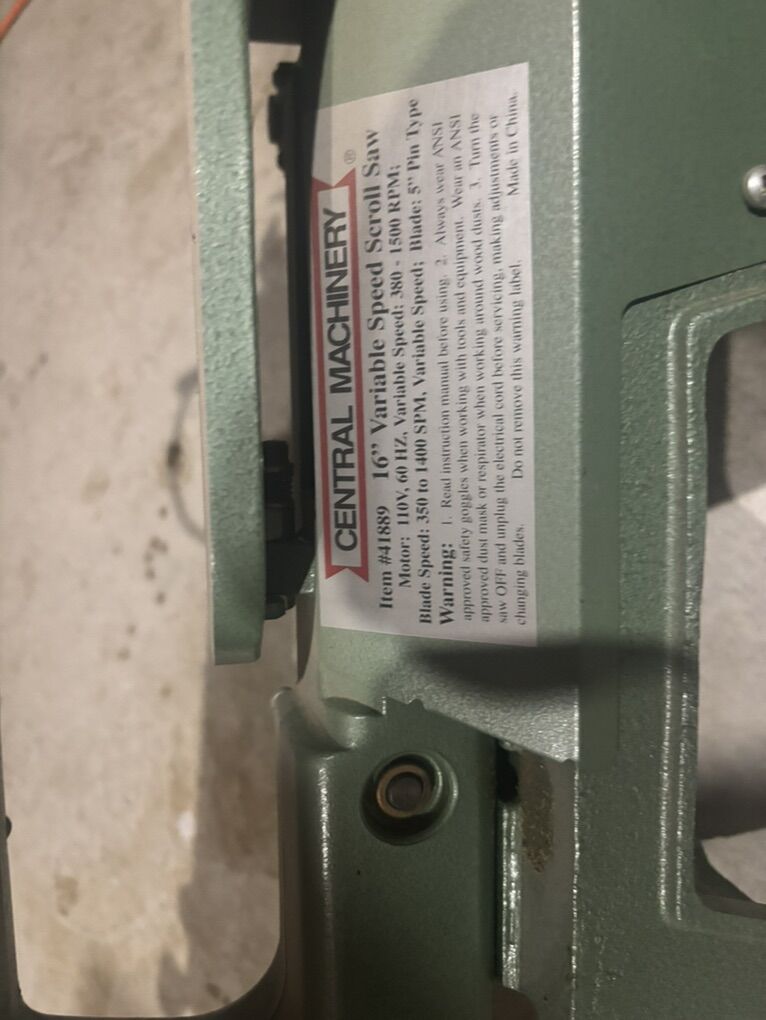 CENTRAL MACHINERY ®
Item #41889 16” Variable Speed Scroll Saw
Motor: 110V, 60 HZ, Variable Speed: 380 - 1500 RPM;
Blade Speed: 350 to 1400 SPM, Variable Speed; Blade: 5” Pin Type
Warning: 1. Read instruction manual before using. 2. Always wear ANSI
approved safety goggles when working with tools and equipment. Wear an ANSI
approved dust mask or respirator when working around wood dusts. 3. Turn the
saw OFF and unplug the electrical cord before servicing, making adjustments or
changing blades. Do not remove this warning label. Made in China.